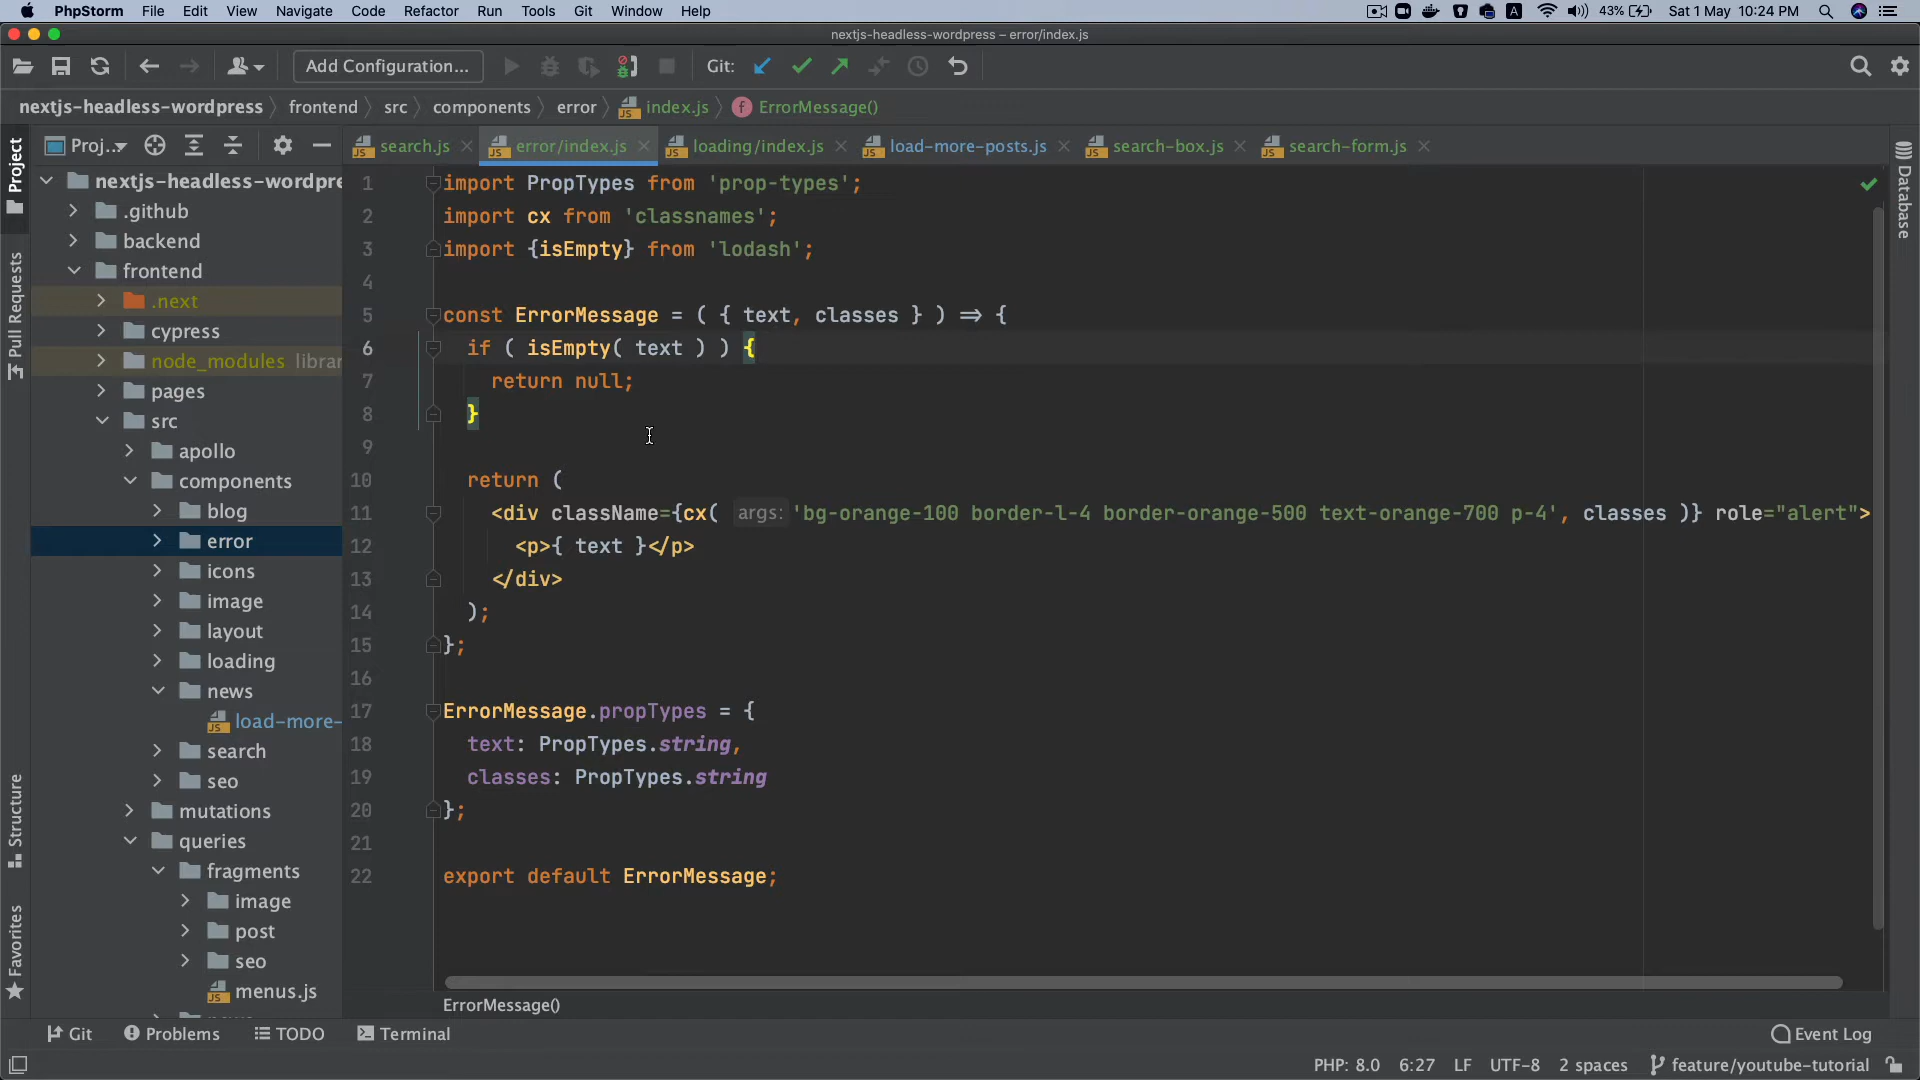 PhpStorm File Edit View Navigate Code Refactor Run Tools Git Window Help A 43% Sat 1 May 10:24 PM
nextjs-headless-wordpress – error/index.js
Add Configuration... Git:
nextjs-headless-wordpress frontend src components error index.js f ErrorMessage()
Proj... search.js error/index.js loading/index.js load-more-posts.js search-box.js search-form.js
Project
Pull Requests
Structure
Favorites
Database
nextjs-headless-wordpre
.github
backend
frontend
.next
cypress
node_modules librar
pages
src
apollo
components
blog
error
icons
image
layout
loading
news
load-more-
search
seo
mutations
queries
fragments
image
post
seo
menus.js
1 import PropTypes from 'prop-types';
2 import cx from 'classnames';
3 import {isEmpty} from 'lodash';
4
5 const ErrorMessage = ( { text, classes } ) => {
6 if ( isEmpty( text ) ) {
7 return null;
8 }
9
10 return (
11 <div className={cx( args: 'bg-orange-100 border-l-4 border-orange-500 text-orange-700 p-4', classes )} role="alert">
12 <p>{ text }</p>
13 </div>
14 );
15 };
16
17 ErrorMessage.propTypes = {
18 text: PropTypes.string,
19 classes: PropTypes.string
20 };
21
22 export default ErrorMessage;
ErrorMessage()
Git Problems TODO Terminal Event Log
PHP: 8.0 6:27 LF UTF-8 2 spaces feature/youtube-tutorial